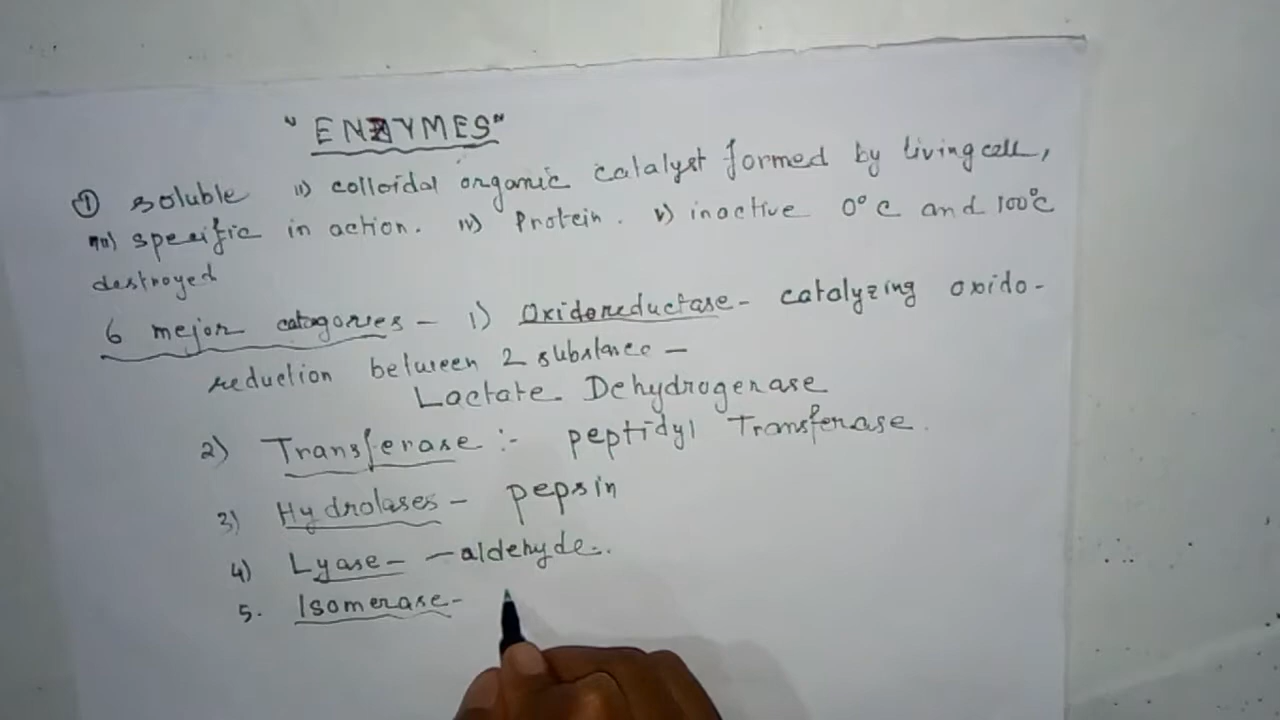 "ENZYMES"
① soluble ii) colloidal organic catalyst formed by living cell,
iii) specific in action. iv) Protein. v) inactive 0°C and 100°C
destroyed
6 mejor catagories - 1) Oxidoreductase - catalyzing oxido-
reduction between 2 substance -
Lactate Dehydrogenase
2) Transferase :- peptidyl Transferase.
3) Hydrolases - pepsin
4) Lyase - - aldehyde.
5. Isomerase -